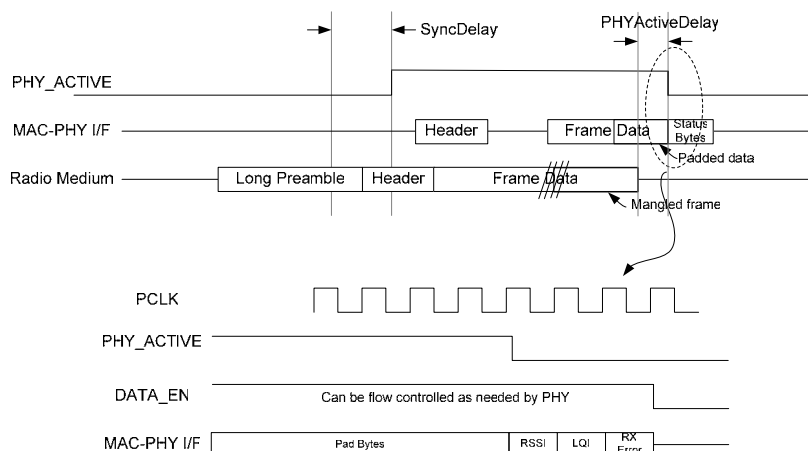 SyncDelay
PHYActiveDelay
PHY_ACTIVE
MAC-PHY I/F
Header
Frame Data
Status
Bytes
Padded data
Radio Medium
Long Preamble
Header
Frame Data
Mangled frame
PCLK
PHY_ACTIVE
DATA_EN
Can be flow controlled as needed by PHY
MAC-PHY I/F
Pad Bytes
RSSI
LQI
RX
Error